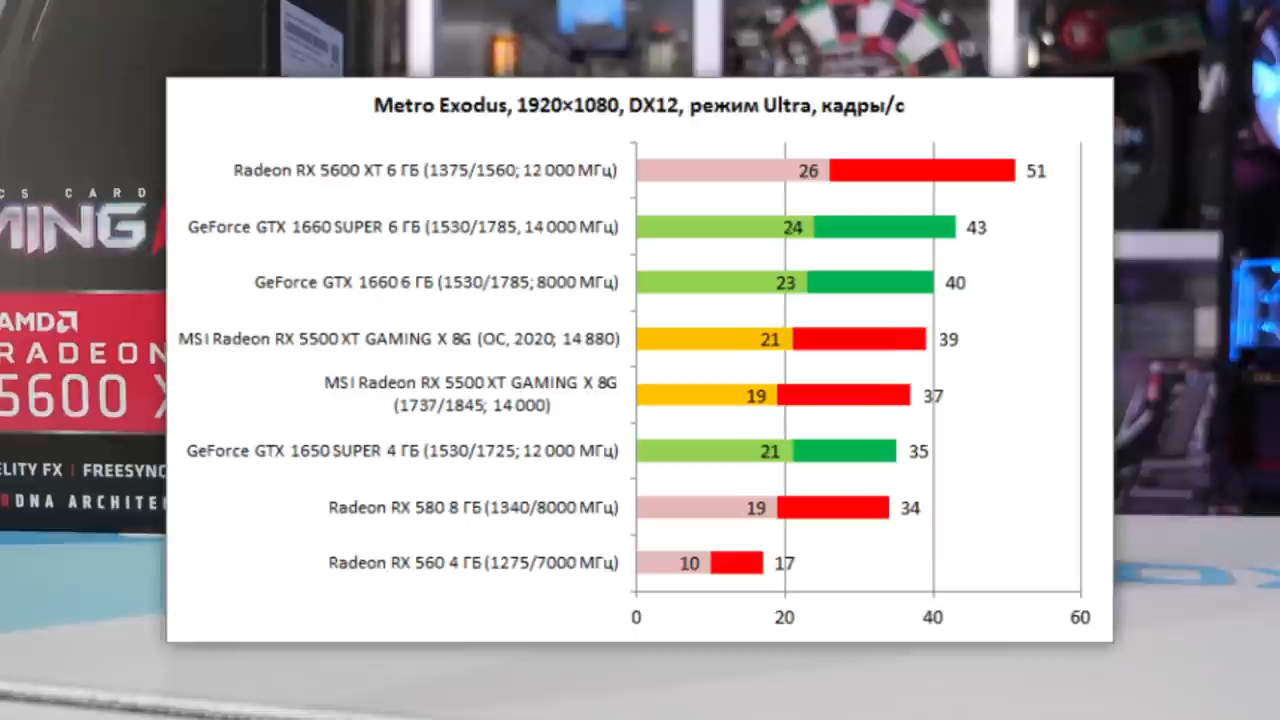 Metro Exodus, 1920×1080, DX12, режим Ultra, кадры/с
Radeon RX 5600 XT 6 ГБ (1375/1560; 12 000 МГц) 26 51
GeForce GTX 1660 SUPER 6 ГБ (1530/1785, 14 000 МГц) 24 43
GeForce GTX 1660 6 ГБ (1530/1785; 8000 МГц) 23 40
MSI Radeon RX 5500 XT GAMING X 8G (OC, 2020; 14 880) 21 39
MSI Radeon RX 5500 XT GAMING X 8G
(1737/1845; 14 000) 19 37
GeForce GTX 1650 SUPER 4 ГБ (1530/1725; 12 000 МГц) 21 35
Radeon RX 580 8 ГБ (1340/8000 МГц) 19 34
Radeon RX 560 4 ГБ (1275/7000 МГц) 10 17
0 20 40 60
CS CARD
MING
AMD
RADEON
5600 X
ELITY FX | FREESYNC
RDNA ARCHITE